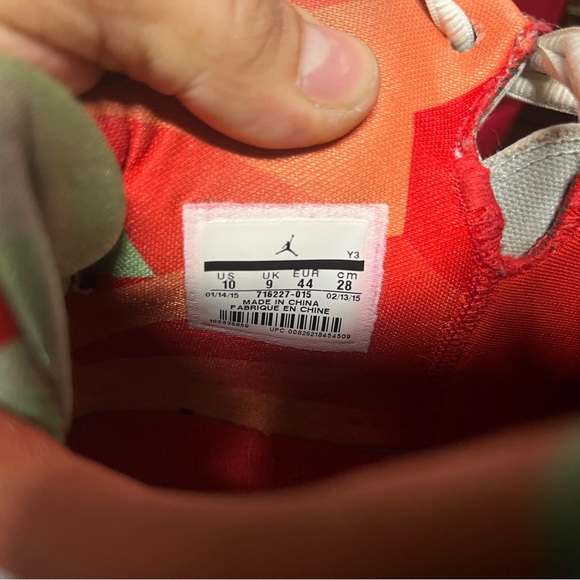 Y3
US UK EUR cm
10 9 44 28
01/14/15 716227-015 02/13/15
MADE IN CHINA
FABRIQUE EN CHINE
UPC 00826218454509